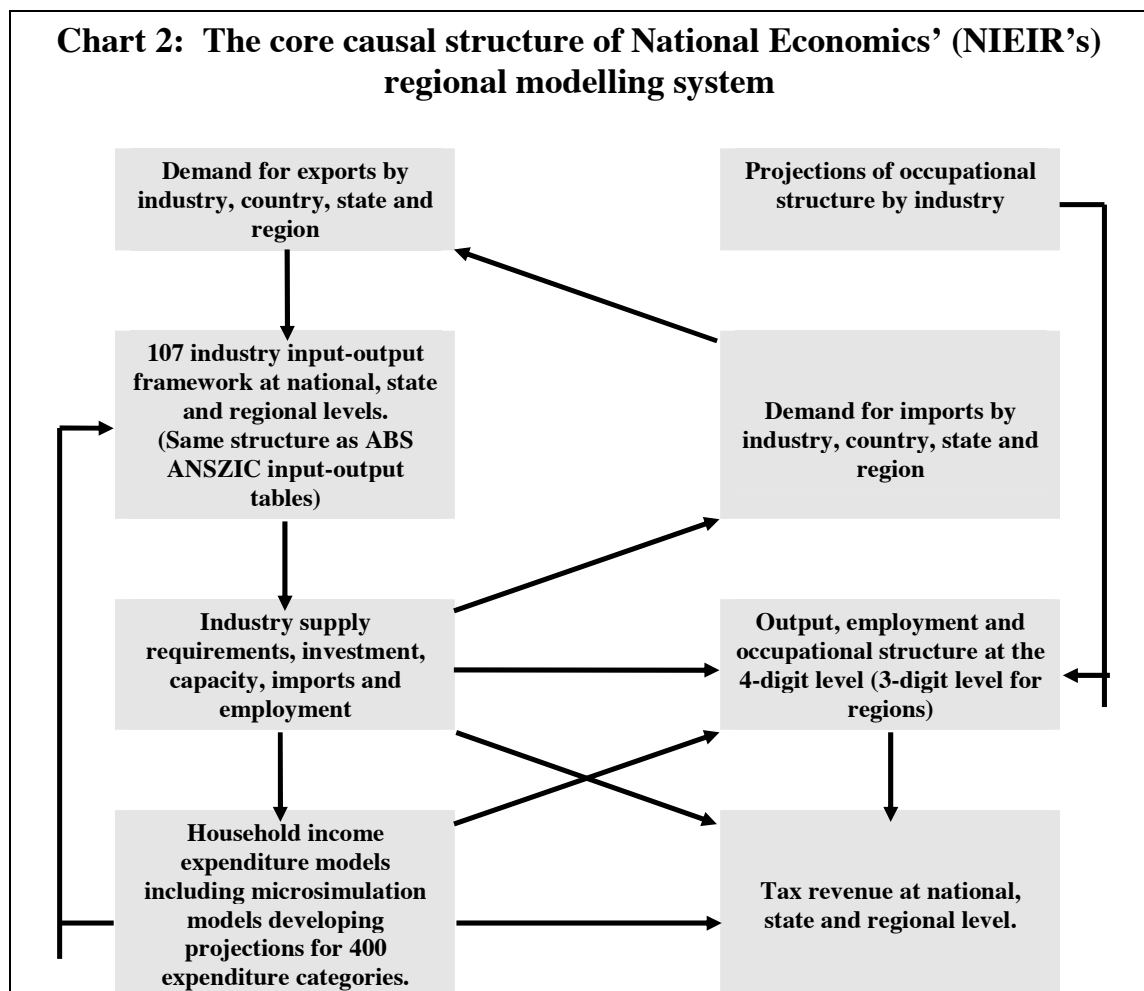 Chart 2:  The core causal structure of National Economics’ (NIEIR’s)
regional modelling system
Demand for exports by
industry, country, state and
region
Projections of occupational
structure by industry
107 industry input-output
framework at national, state
and regional levels.
(Same structure as ABS
ANSZIC input-output
tables)
Demand for imports by
industry, country, state and
region
Industry supply
requirements, investment,
capacity, imports and
employment
Output, employment and
occupational structure at the
4-digit level (3-digit level for
regions)
Household income
expenditure models
including microsimulation
models developing
projections for 400
expenditure categories.
Tax revenue at national,
state and regional level.